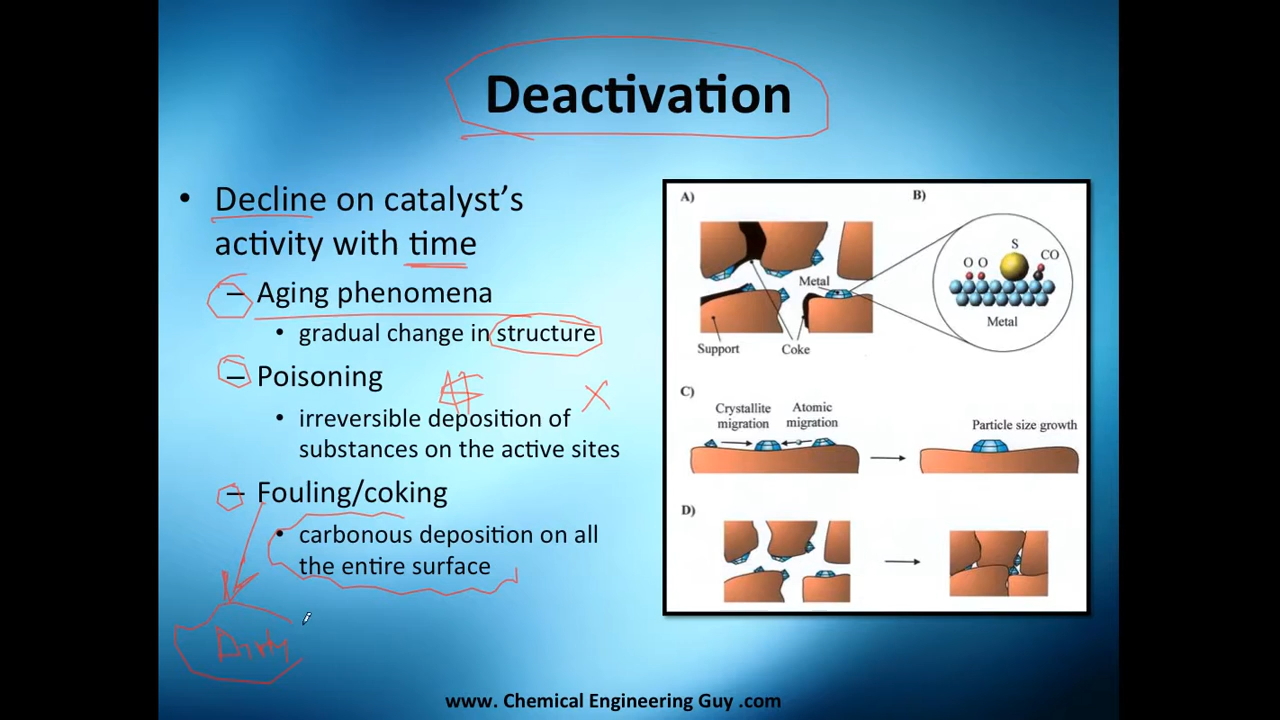 Deactivation
• Decline on catalyst's
activity with time
– Aging phenomena
• gradual change in structure
– Poisoning
• irreversible deposition of
substances on the active sites
– Fouling/coking
• carbonous deposition on all
the entire surface
Dirty
A)
B)
Metal
Support
Coke
O O
S
CO
Metal
C)
Crystallite
migration
Atomic
migration
Particle size growth
D)
www. Chemical Engineering Guy .com